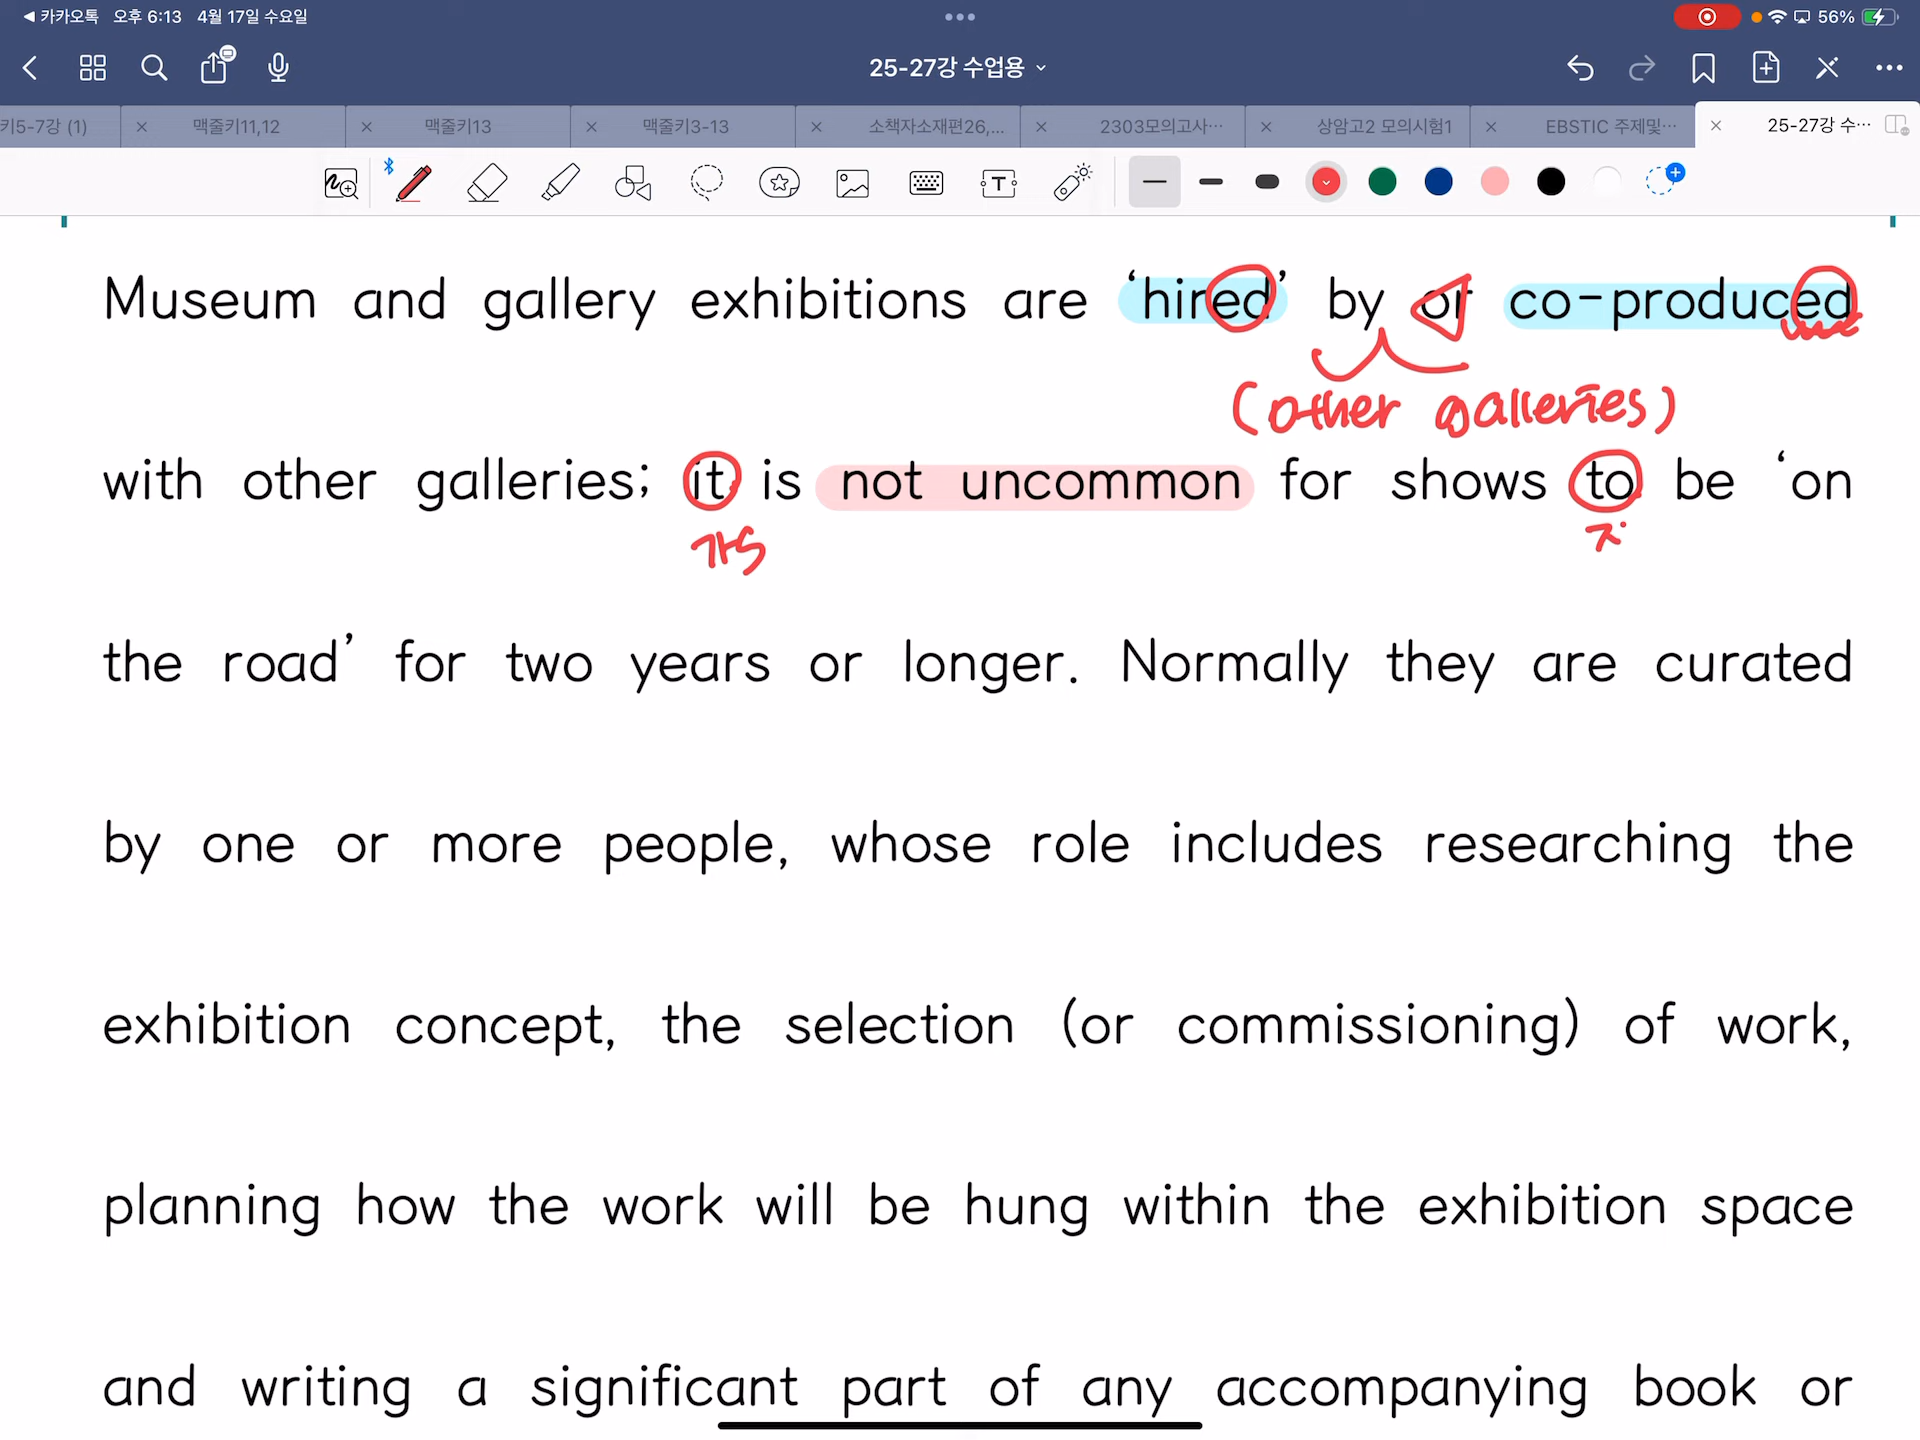 ◀ 카카오톡 오후 6:13 4월 17일 수요일 56%
25-27강 수업용
키5-7강 (1) 맥줄키11,12 맥줄키13 맥줄키3-13 소책자소재편26,... 2303모의고사... 상암고2 모의시험1 EBSTIC 주제및... 25-27강 수...
T
Museum and gallery exhibitions are ‘hired’ by or co-produced
(other galleries)
with other galleries; it is not uncommon for shows to be ‘on
the road’ for two years or longer. Normally they are curated
by one or more people, whose role includes researching the
exhibition concept, the selection (or commissioning) of work,
planning how the work will be hung within the exhibition space
and writing a significant part of any accompanying book or